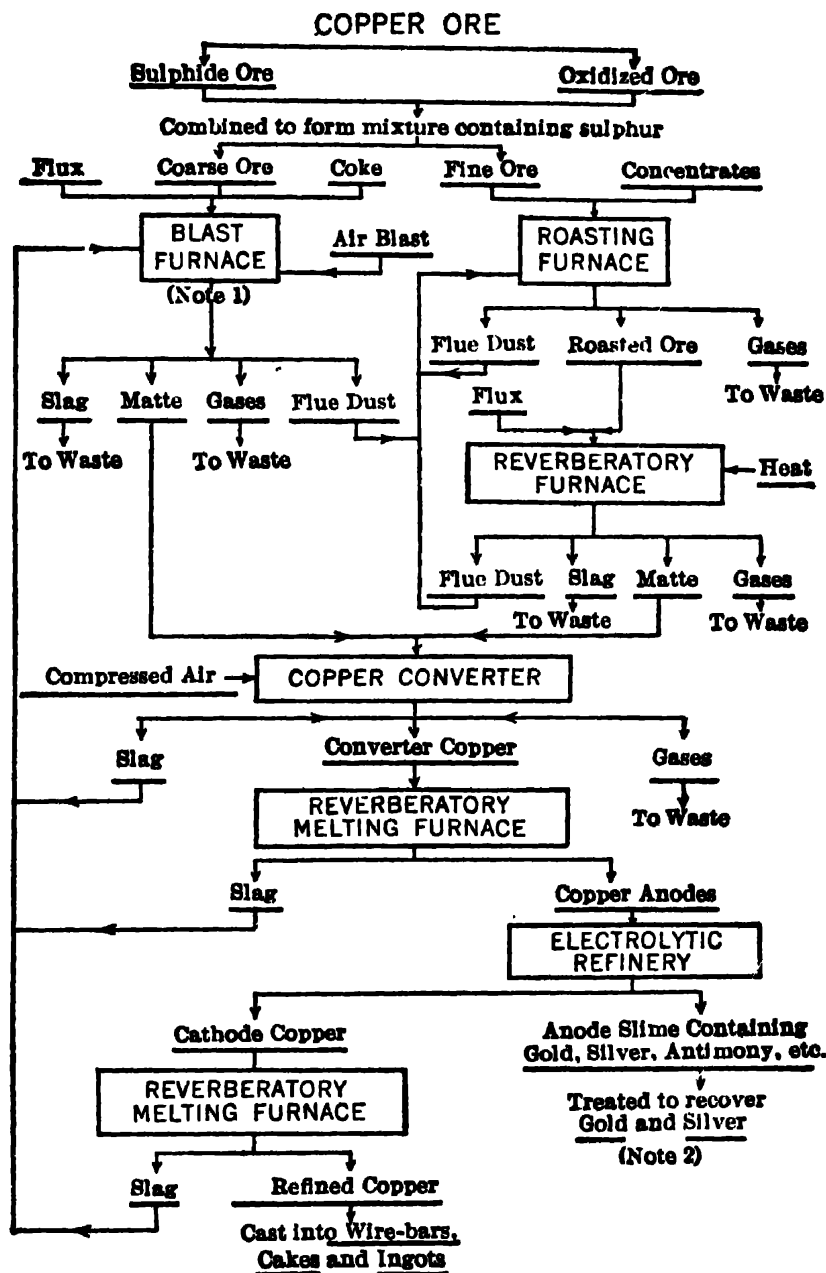 COPPER ORE
Sulphide Ore
Oxidized Ore
Combined to form mixture containing sulphur
Flux
Coarse Ore
Coke
Fine Ore
Concentrates
BLAST
FURNACE
(Note 1)
Air Blast
ROASTING
FURNACE
Flue Dust
Roasted Ore
Gases
To Waste
Slag
To Waste
Matte
Gases
To Waste
Flue Dust
Flux
REVERBERATORY
FURNACE
Heat
Flue Dust
Slag
To Waste
Matte
Gases
To Waste
Compressed Air
COPPER CONVERTER
Slag
Converter Copper
Gases
To Waste
REVERBERATORY
MELTING FURNACE
Slag
Copper Anodes
ELECTROLYTIC
REFINERY
Cathode Copper
Anode Slime Containing
Gold, Silver, Antimony, etc.
REVERBERATORY
MELTING FURNACE
Treated to recover
Gold and Silver
(Note 2)
Slag
Refined Copper
Cast into Wire-bars,
Cakes and Ingots